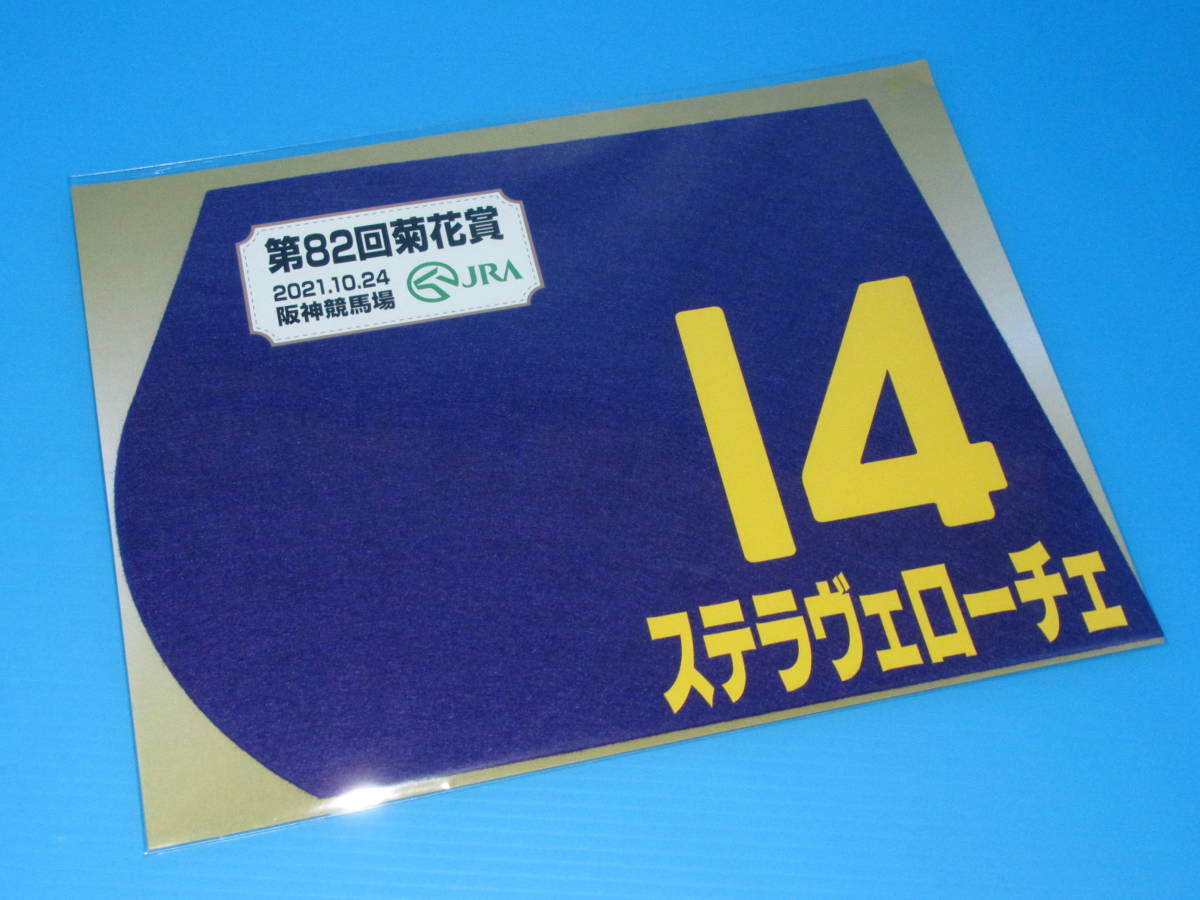 第82回菊花賞
2021.10.24
阪神競馬場
JRA
14
ステラヴェローチェ